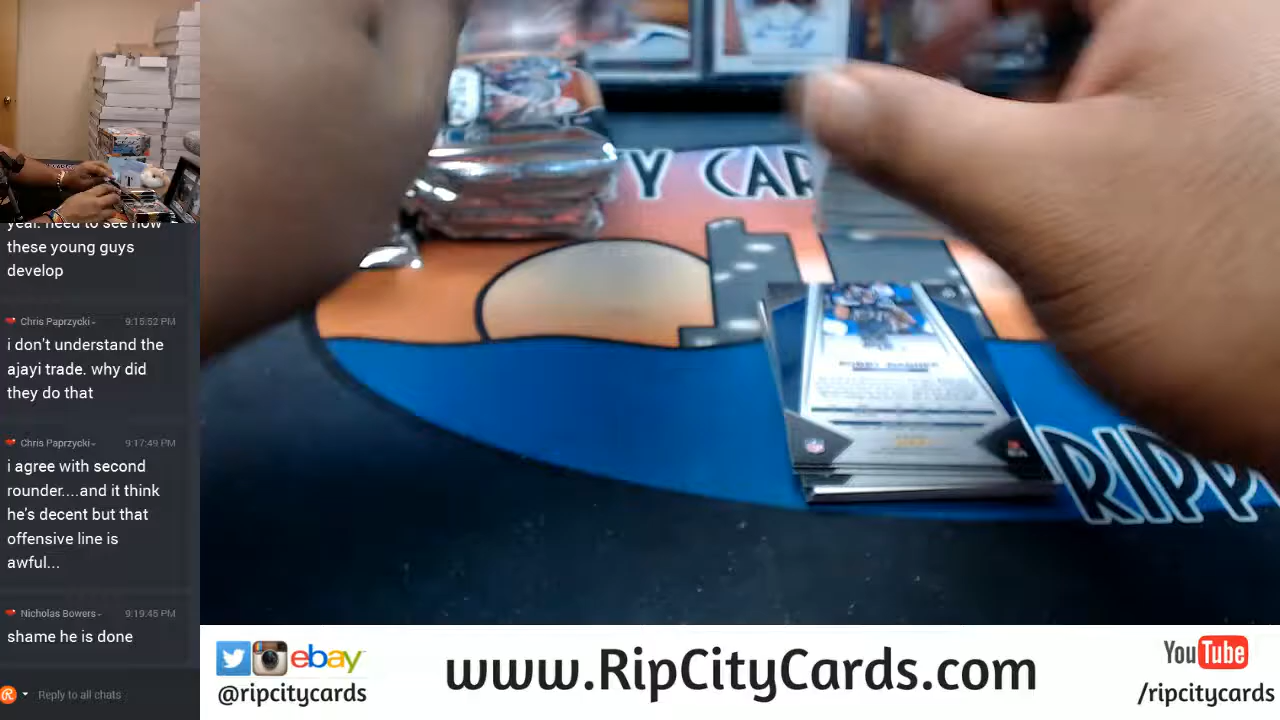 these young guys
develop
Chris Paprzycki 9:15:52 PM
i don't understand the
ajayi trade. why did
they do that
Chris Paprzycki 9:17:49 PM
i agree with second
rounder....and it think
he's decent but that
offensive line is
awful...
Nicholas Bowers 9:19:45 PM
shame he is done
Reply to all chats
TY CAR
RIPP
ebay
@ripcitycards
www.RipCityCards.com
YouTube
/ripcitycards